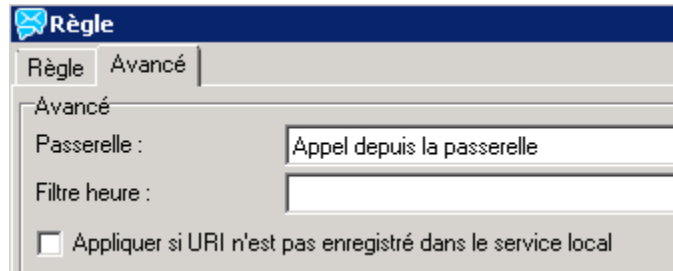 Règle
Règle Avancé
Avancé
Passerelle : Appel depuis la passerelle
Filtre heure :
Appliquer si URI n'est pas enregistré dans le service local